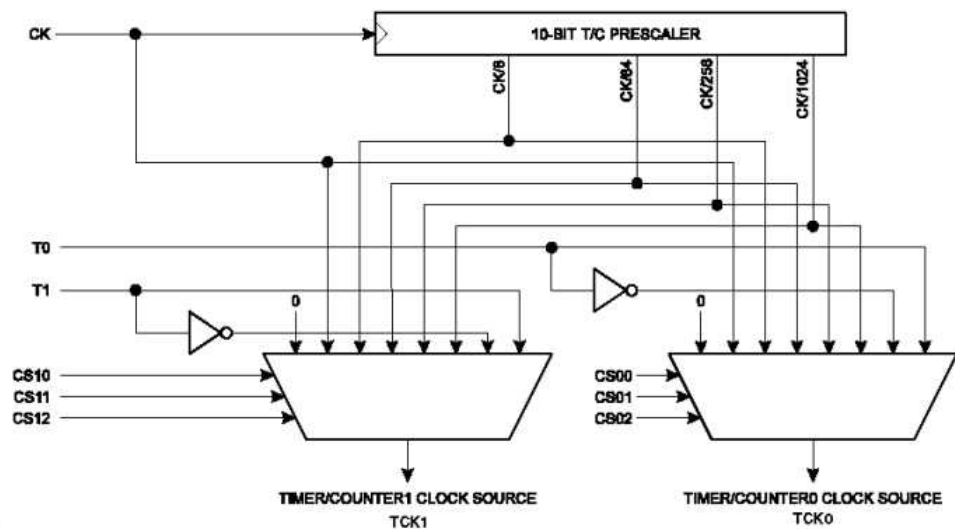 CK
10-BIT T/C PRESCALER
CK/8
CK/64
CK/258
CK/1024
T0
T1
0
0
CS10
CS11
CS12
CS00
CS01
CS02
TIMER/COUNTER1 CLOCK SOURCE
TCK1
TIMER/COUNTER0 CLOCK SOURCE
TCK0